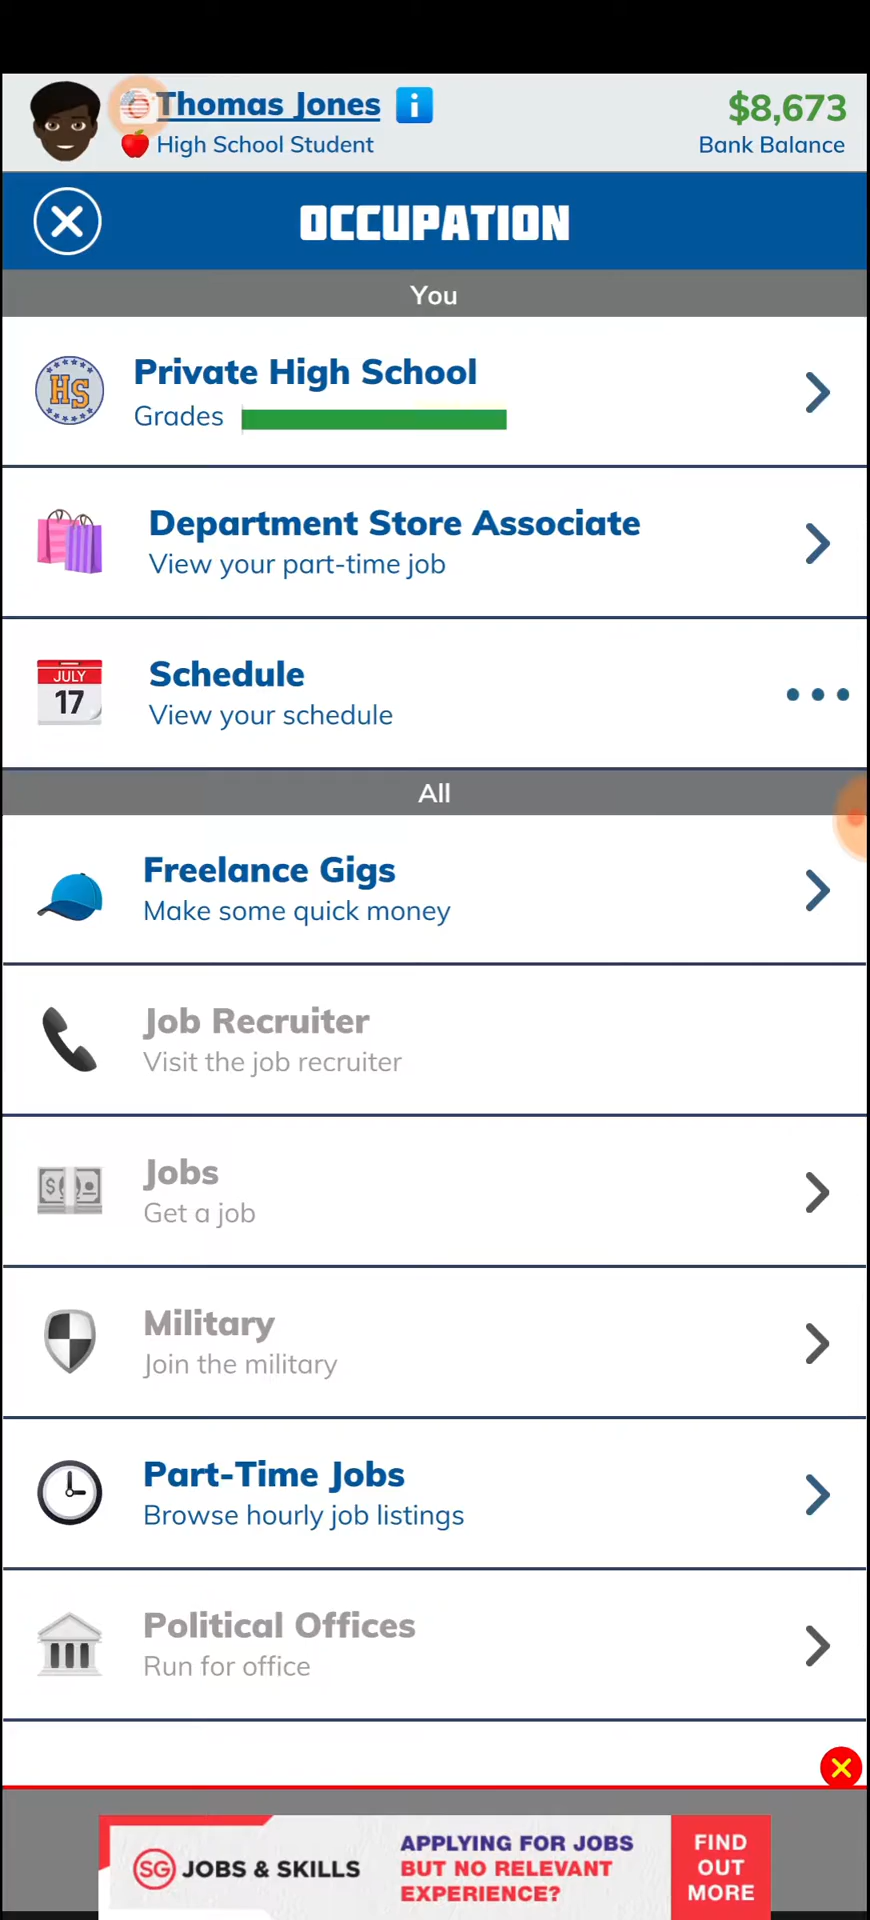 Thomas Jones
High School Student
$8,673
Bank Balance
OCCUPATION
You
HS
Private High School
Grades
Department Store Associate
View your part-time job
JULY
17
Schedule
View your schedule
All
Freelance Gigs
Make some quick money
Job Recruiter
Visit the job recruiter
Jobs
Get a job
Military
Join the military
Part-Time Jobs
Browse hourly job listings
Political Offices
Run for office
SG JOBS & SKILLS
APPLYING FOR JOBS
BUT NO RELEVANT
EXPERIENCE?
FIND
OUT
MORE